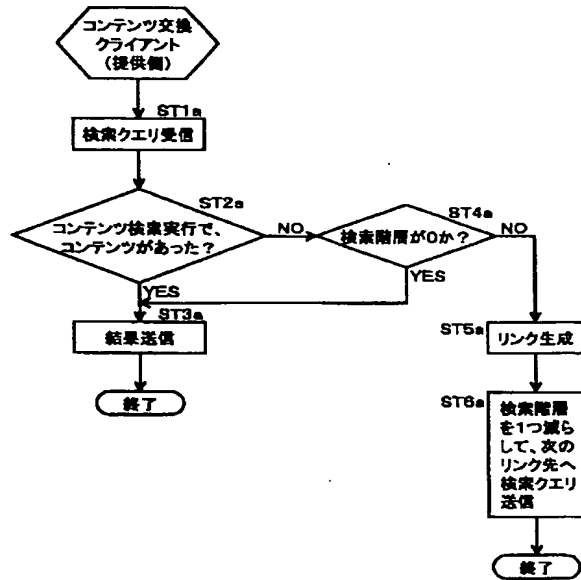 コンテンツ交換
クライアント
(提供側)
ST1a
検索クエリ受信
ST2a
コンテンツ検索実行で、
コンテンツがあった?
NO
YES
ST4a
検索階層が0か?
NO
YES
ST3a
結果送信
終了
ST5a
リンク生成
ST6a
検索階層
を1つ減ら
して、次の
リンク先へ
検索クエリ
送信
終了